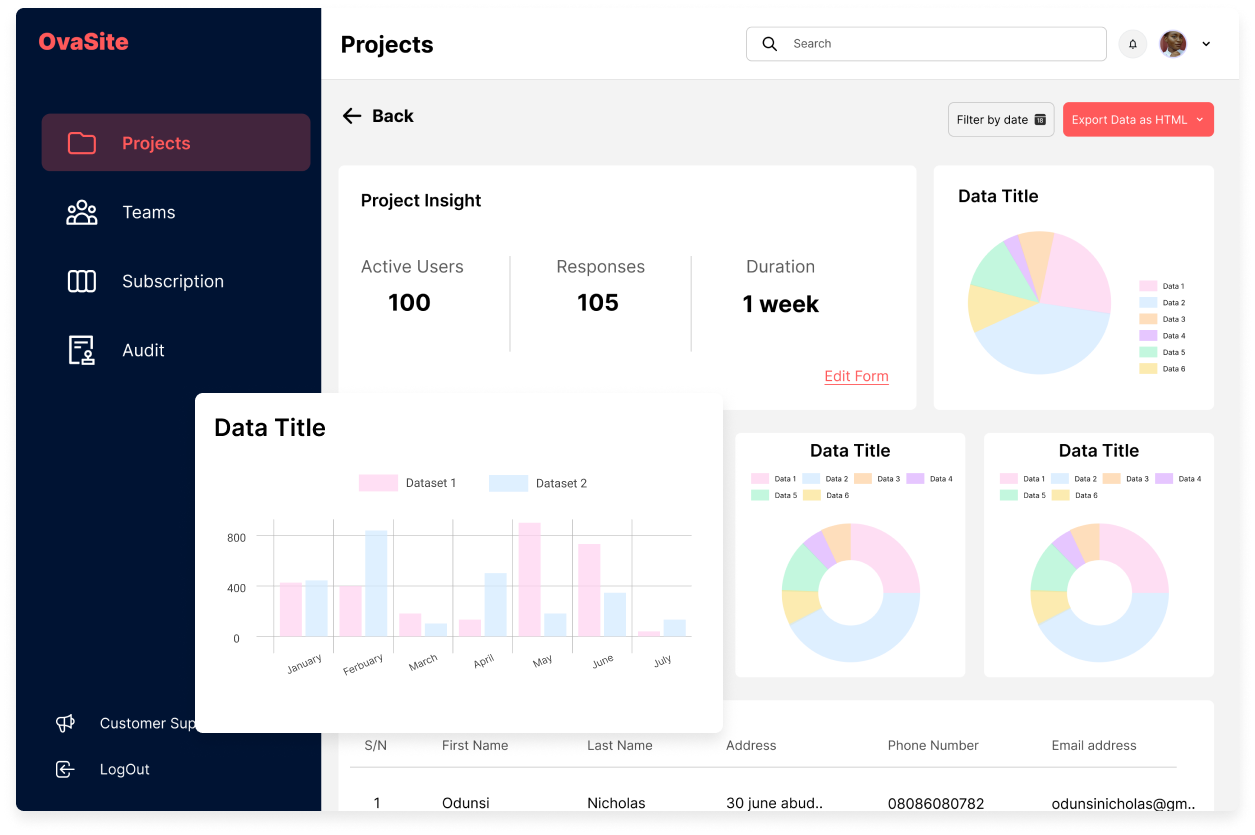 OvaSite
Projects
Teams
Subscription
Audit
Customer Sup
LogOut
Projects
Search
Back
Filter by date 18
Export Data as HTML
Project Insight
Active Users
100
Responses
105
Duration
1 week
Edit Form
Data Title
Data 1
Data 2
Data 3
Data 4
Data 5
Data 6
Data Title
Dataset 1 Dataset 2
800
400
0
January Ferbuary March April May June July
Data Title
Data 1 Data 2 Data 3 Data 4
Data 5 Data 6
Data Title
Data 1 Data 2 Data 3 Data 4
Data 5 Data 6
S/N First Name Last Name Address Phone Number Email address
1 Odunsi Nicholas 30 june abud.. 08086080782 odunsinicholas@gm..